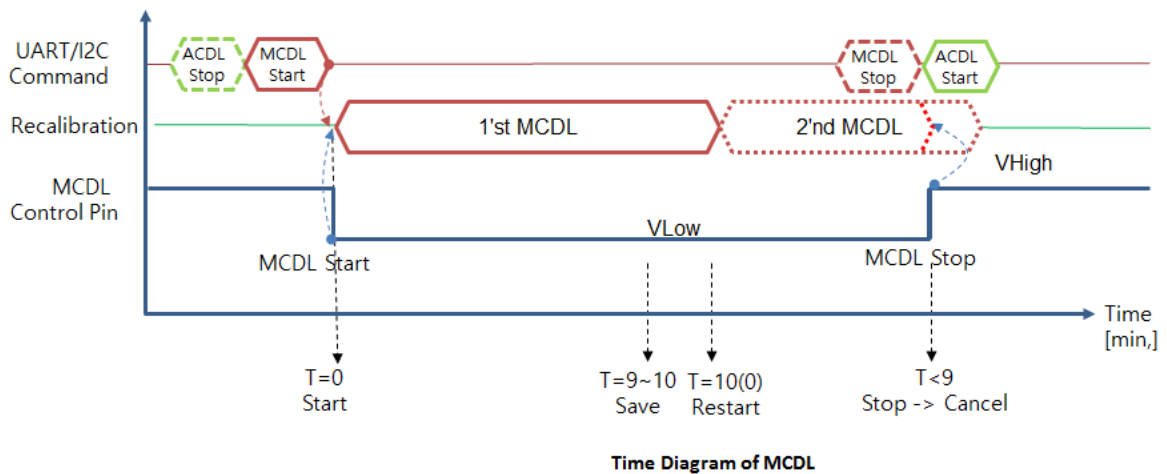 UART/I2C
Command
ACDL
Stop
MCDL
Start
MCDL
Stop
ACDL
Start
Recalibration
1'st MCDL
2'nd MCDL
MCDL
Control Pin
VHigh
VLow
MCDL Start
MCDL Stop
Time
[min,]
T=0
Start
T=9~10
Save
T=10(0)
Restart
T<9
Stop -> Cancel
Time Diagram of MCDL